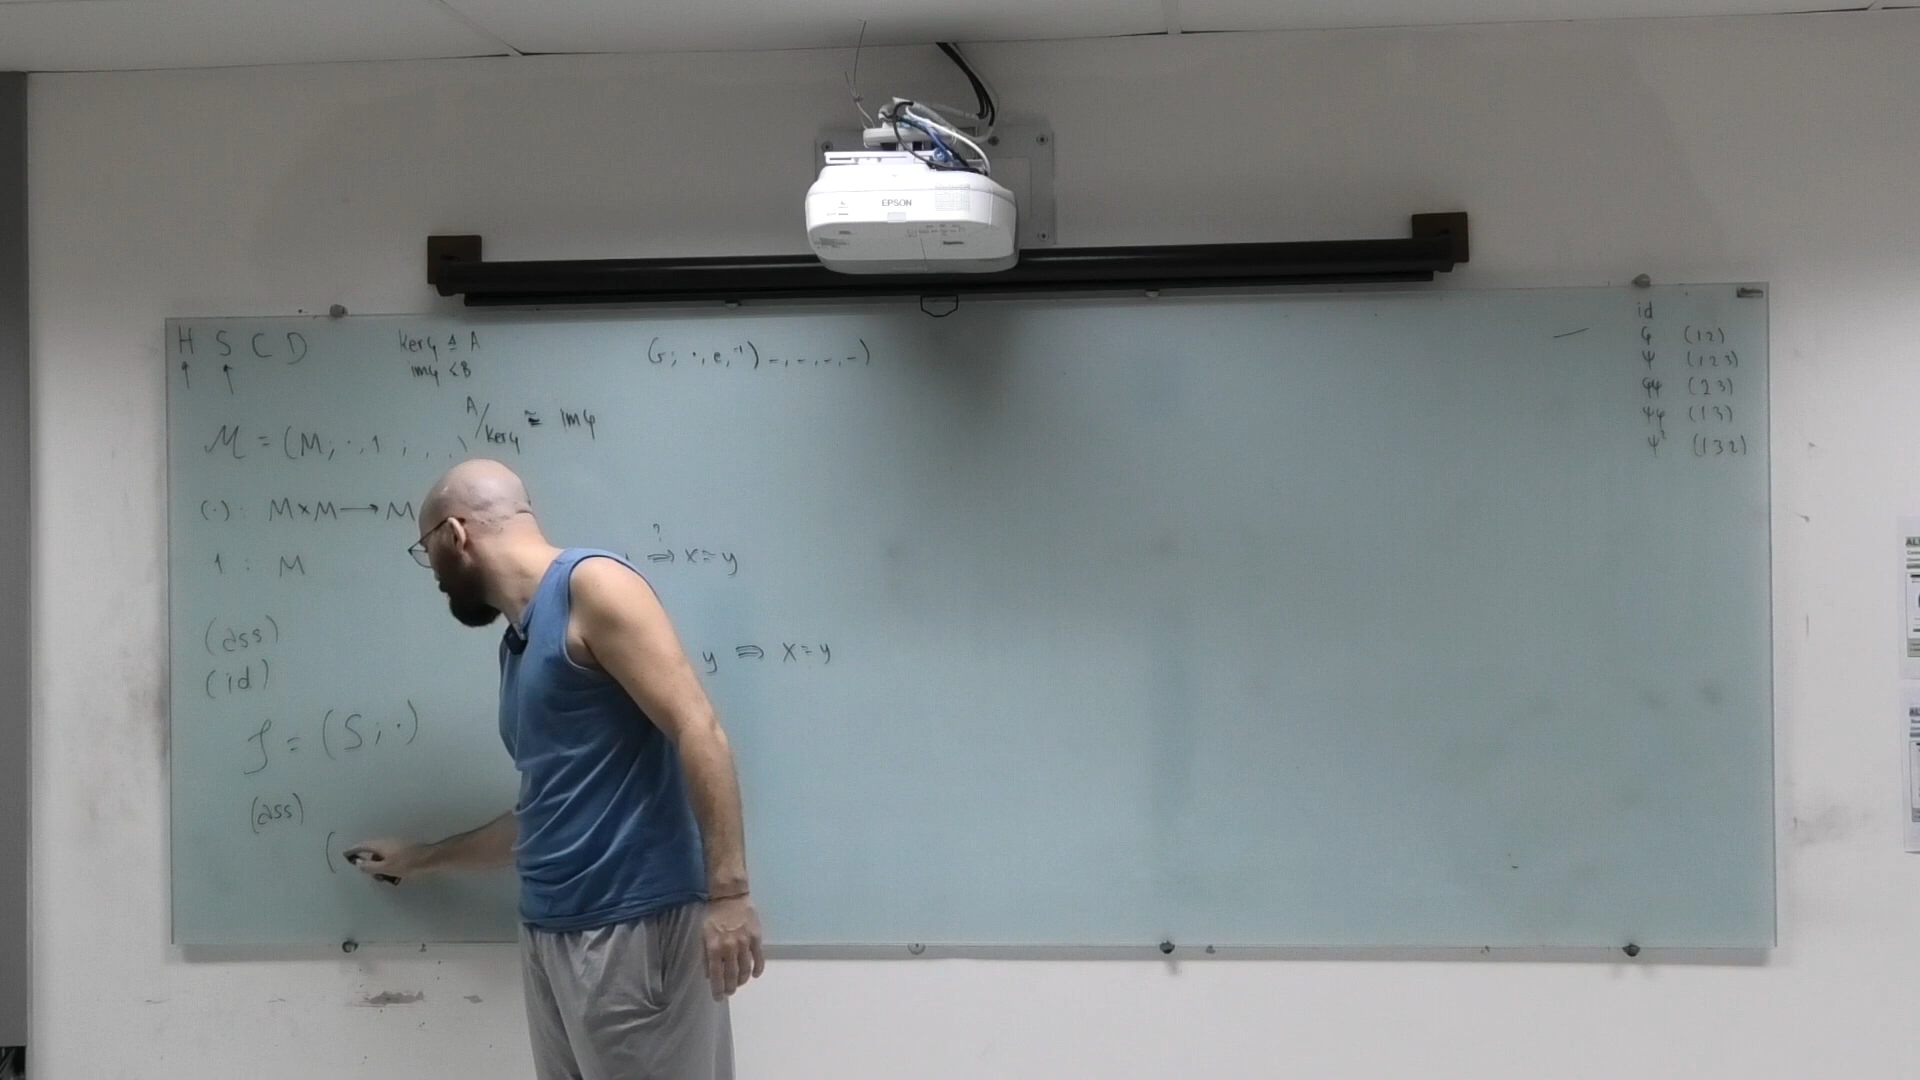 EPSON
H S C D
Ker φ ⊴ A
im φ < B
A/Ker φ ≅ im φ
(G; ·, e, ⁻¹) -, -, -, -)
M = (M; ·, 1 ; , , )
(·) : M×M → M
1 : M
? ⇒ x=y
(ass)
(id)
y ⇒ x=y
S = (S; ·)
(ass)
(
id
φ (12)
ψ (123)
φψ (23)
ψφ (13)
ψ² (132)